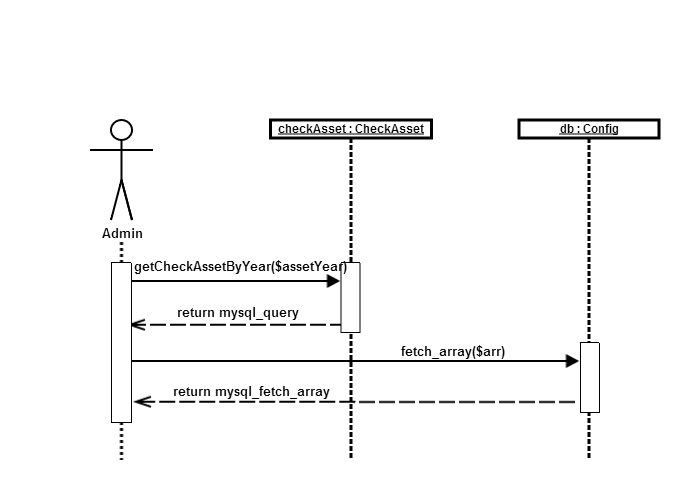 checkAsset : CheckAsset
db : Config
Admin
getCheckAssetByYear($assetYear)
return mysql_query
fetch_array($arr)
return mysql_fetch_array